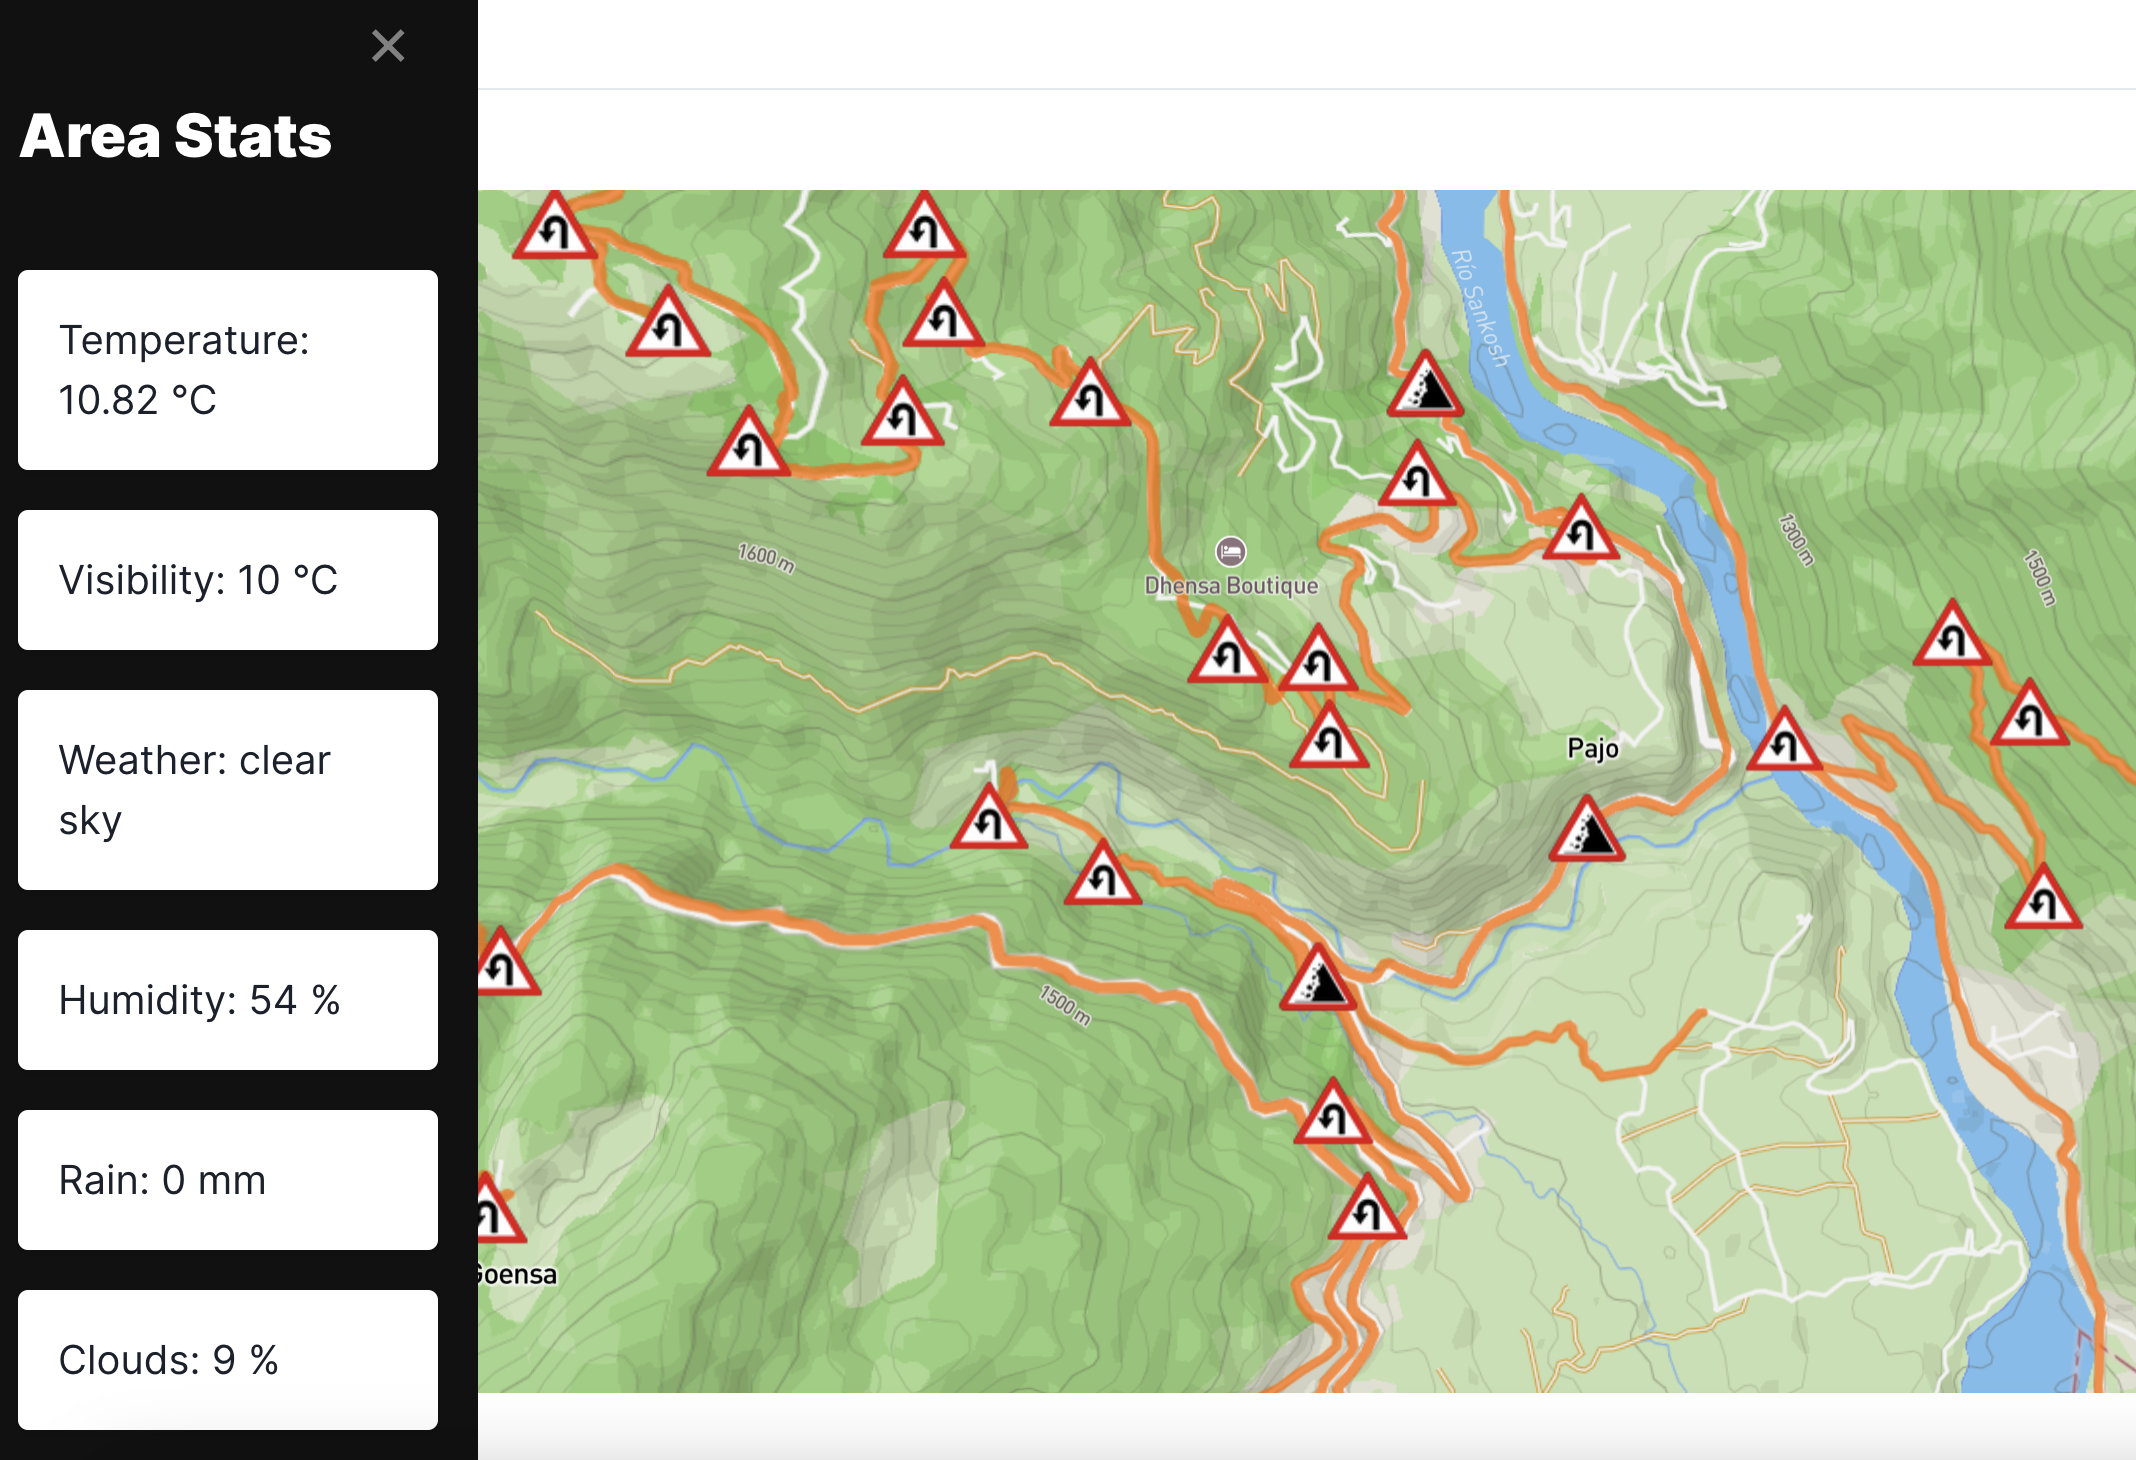 Area Stats
Temperature:
10.82 °C
Visibility: 10 °C
Weather: clear
sky
Humidity: 54 %
Rain: 0 mm
Clouds: 9 %
Río Sankosh
1600 m
Dhensa Boutique
1300 m
1500 m
Pajo
1500 m
Goensa